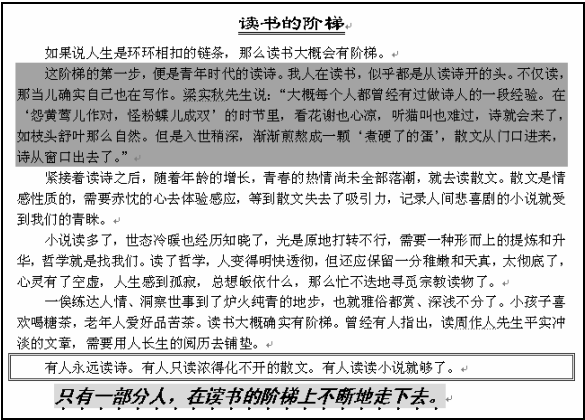 读书的阶梯
如果说人生是环环相扣的链条，那么读书大概会有阶梯。
这阶梯的第一步，便是青年时代的读诗。我人在读书，似乎都是从读诗开的头。不仅读，
那当儿确实自己也在写作。梁实秋先生说：“大概每个人都曾经有过做诗人的一段经验。在
‘怨黄莺儿作对，怪粉蝶儿成双’的时节里，看花谢也心凉，听猫叫也难过，诗就会来了，
如枝头舒叶那么自然。但是入世稍深，渐渐煎熬成一颗‘煮硬了的蛋’，散文从门口进来，
诗从窗口出去了。”
紧接着读诗之后，随着年龄的增长，青春的热情尚未全部落潮，就去读散文。散文是情
感性质的，需要赤忱的心去体验感应，等到散文失去了吸引力，记录人间悲喜剧的小说就受
到我们的青睐。
小说读多了，世态冷暖也经历知晓了，光是原地打转不行，需要一种形而上的提炼和升
华，哲学就是找我们。读了哲学，人变得明快透彻，但还应保留一分稚嫩和天真，太彻底了，
心灵有了空虚，人生感到孤寂，总想皈依什么，那么忙不迭地寻觅宗教读物了。
一俟练达人情、洞察世事到了炉火纯青的地步，也就雅俗都赏、深浅不分了。小孩子喜
欢喝糖茶，老年人爱好品苦茶。读书大概确实有阶梯。曾经有人指出，读周作人先生平实冲
淡的文章，需要用人长生的阅历去铺垫。
有人永远读诗。有人只读浓得化不开的散文。有人读读小说就够了。
只有一部分人，在读书的阶梯上不断地走下去。